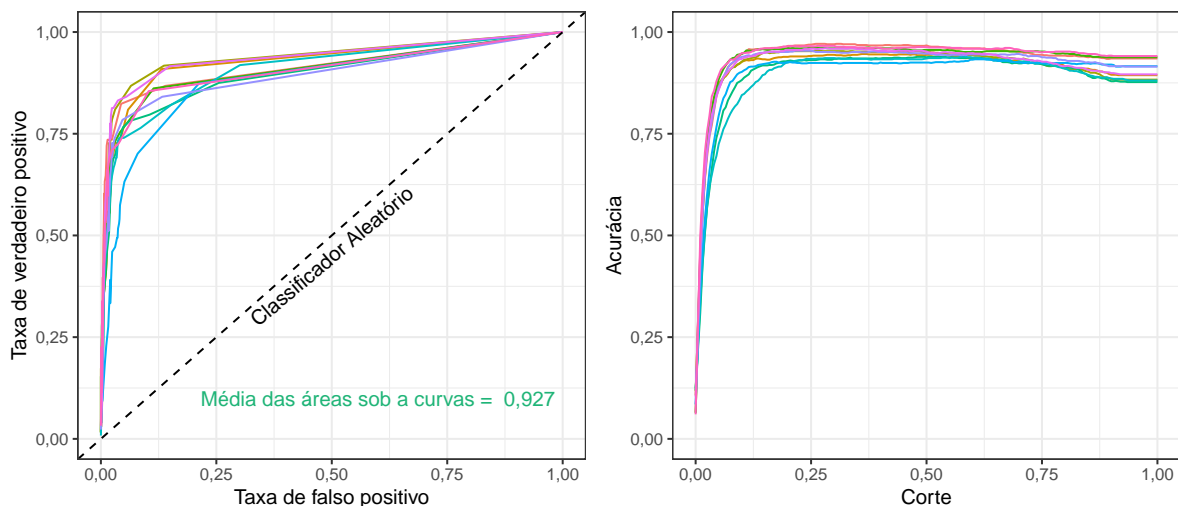 1,00
0,75
0,50
0,25
0,00
Taxa de verdadeiro positivo
Classificador Aleatório
Média das áreas sob a curvas = 0,927
0,00 0,25 0,50 0,75 1,00
Taxa de falso positivo
1,00
0,75
0,50
0,25
0,00
Acurácia
0,00 0,25 0,50 0,75 1,00
Corte